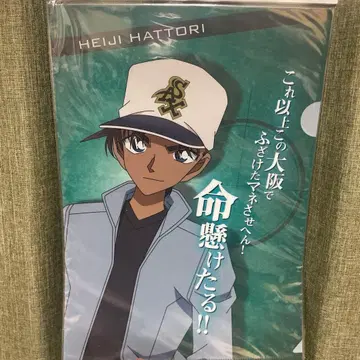 HEIJI HATTORI
SAX
これ以上この大阪で
ふざけたマネさせへん!
命懸けたる!!